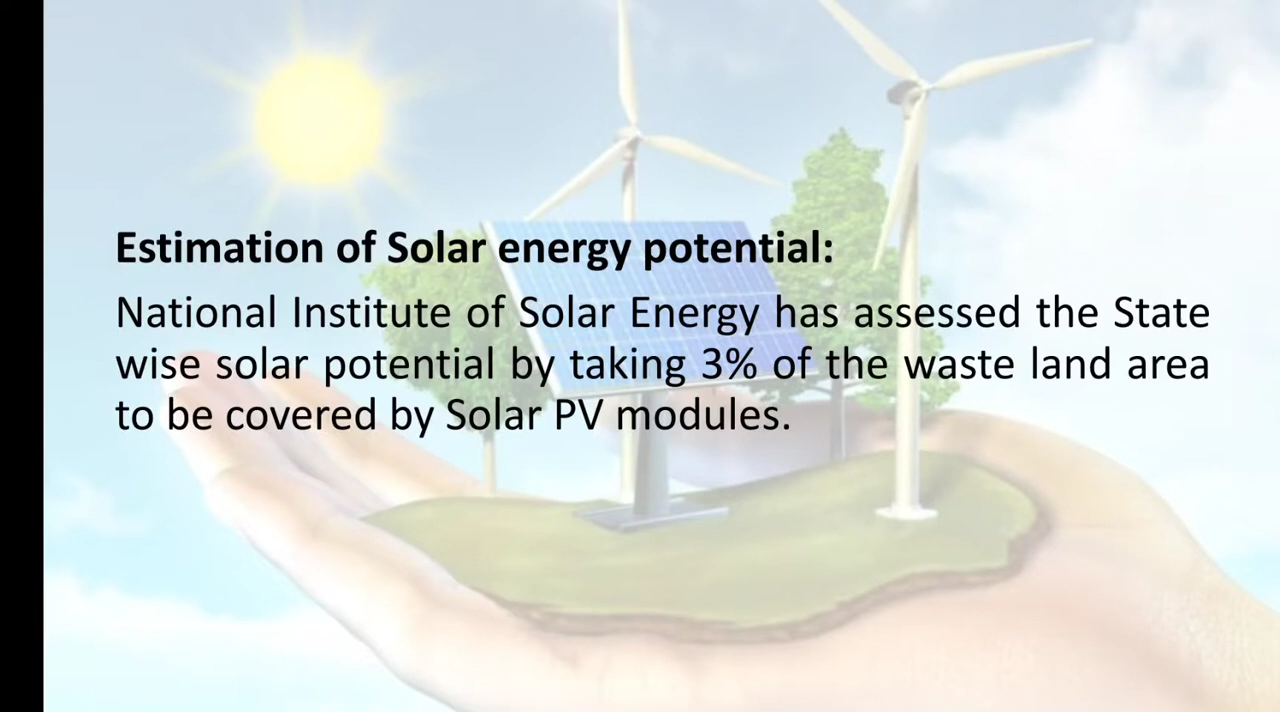 Estimation of Solar energy potential:
National Institute of Solar Energy has assessed the State
wise solar potential by taking 3% of the waste land area
to be covered by Solar PV modules.